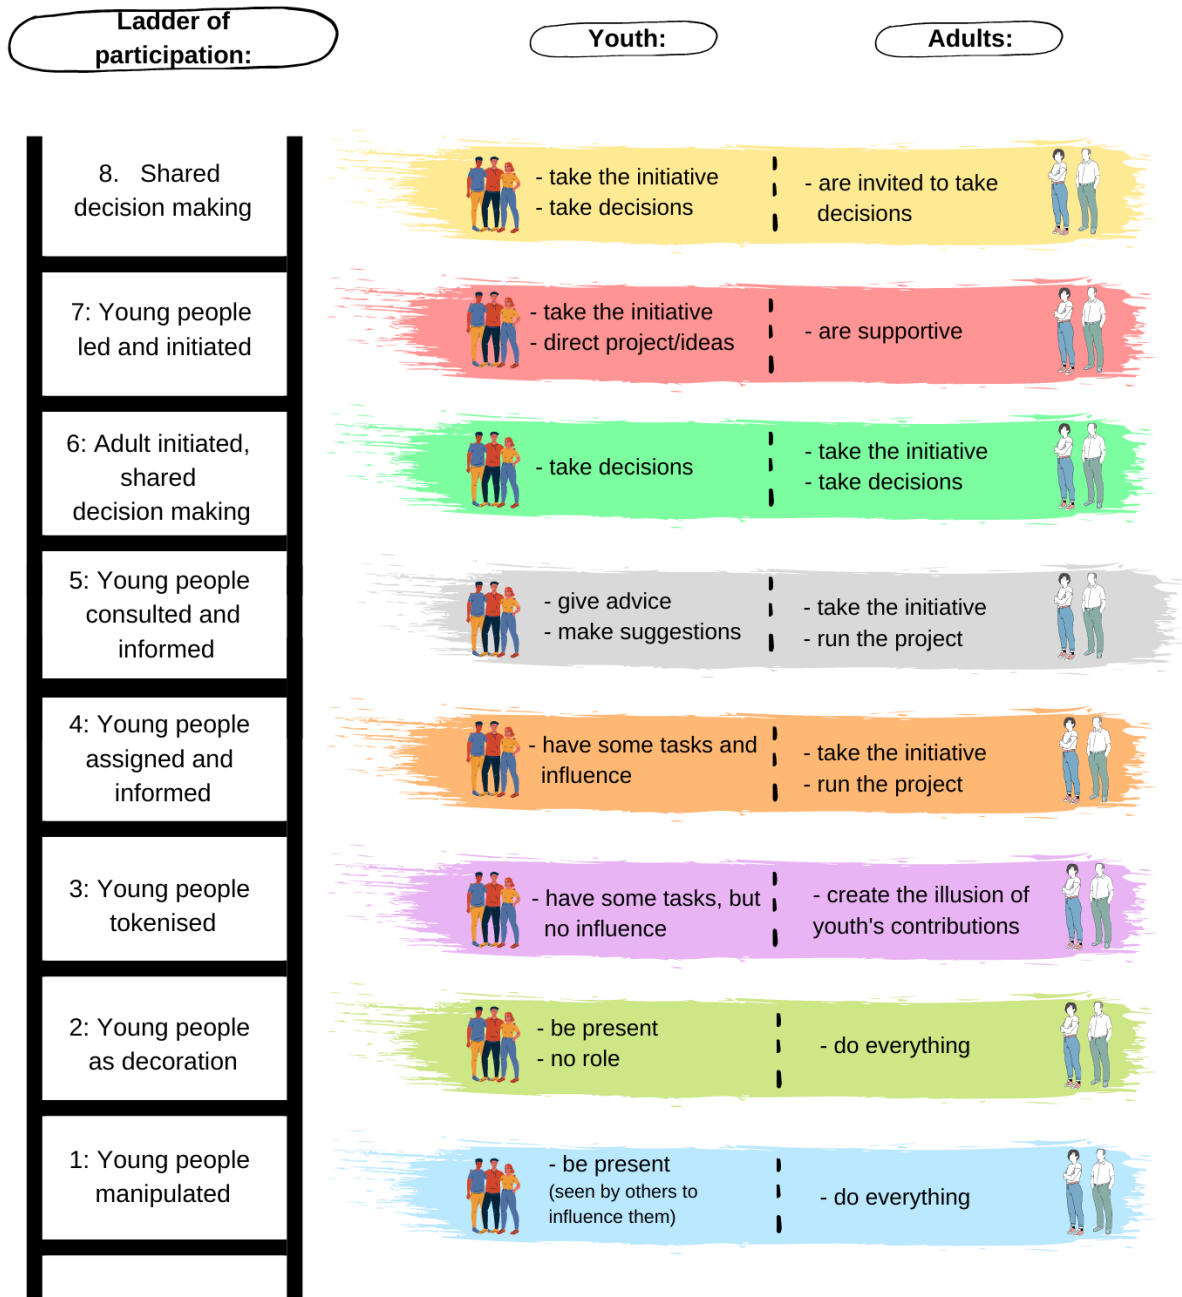 Ladder of
participation:
Youth:
Adults:
8.   Shared
decision making
- take the initiative
- take decisions
- are invited to take
decisions
7: Young people
led and initiated
- take the initiative
- direct project/ideas
- are supportive
6: Adult initiated,
shared
decision making
- take decisions
- take the initiative
- take decisions
5: Young people
consulted and
informed
- give advice
- make suggestions
- take the initiative
- run the project
4: Young people
assigned and
informed
- have some tasks and
influence
- take the initiative
- run the project
3: Young people
tokenised
- have some tasks, but
no influence
- create the illusion of
youth's contributions
2: Young people
as decoration
- be present
- no role
- do everything
1: Young people
manipulated
- be present
(seen by others to
influence them)
- do everything